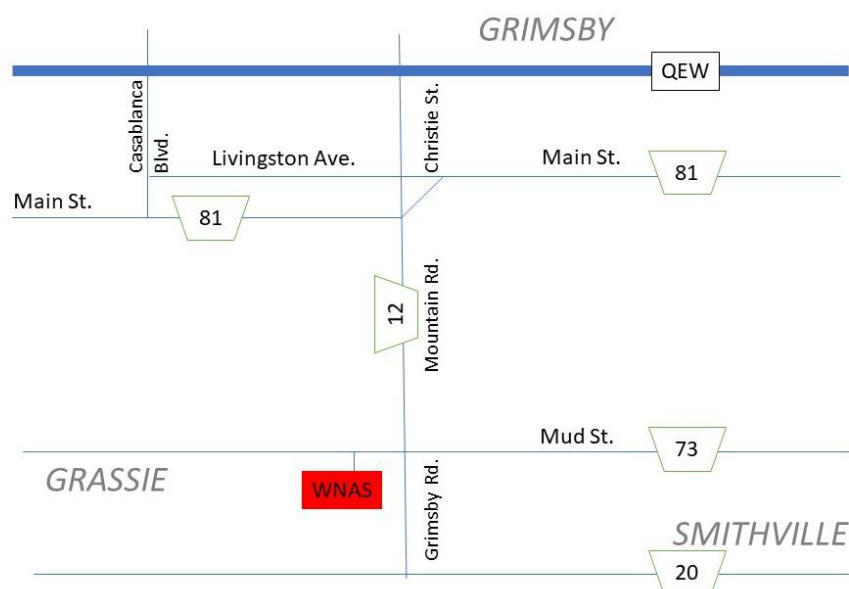 GRIMSBY
QEW
Casablanca
Blvd.
Christie St.
Livingston Ave.
Main St.
81
Main St.
81
12
Mountain Rd.
Mud St.
73
GRASSIE
WNAS
Grimsby Rd.
SMITHVILLE
20